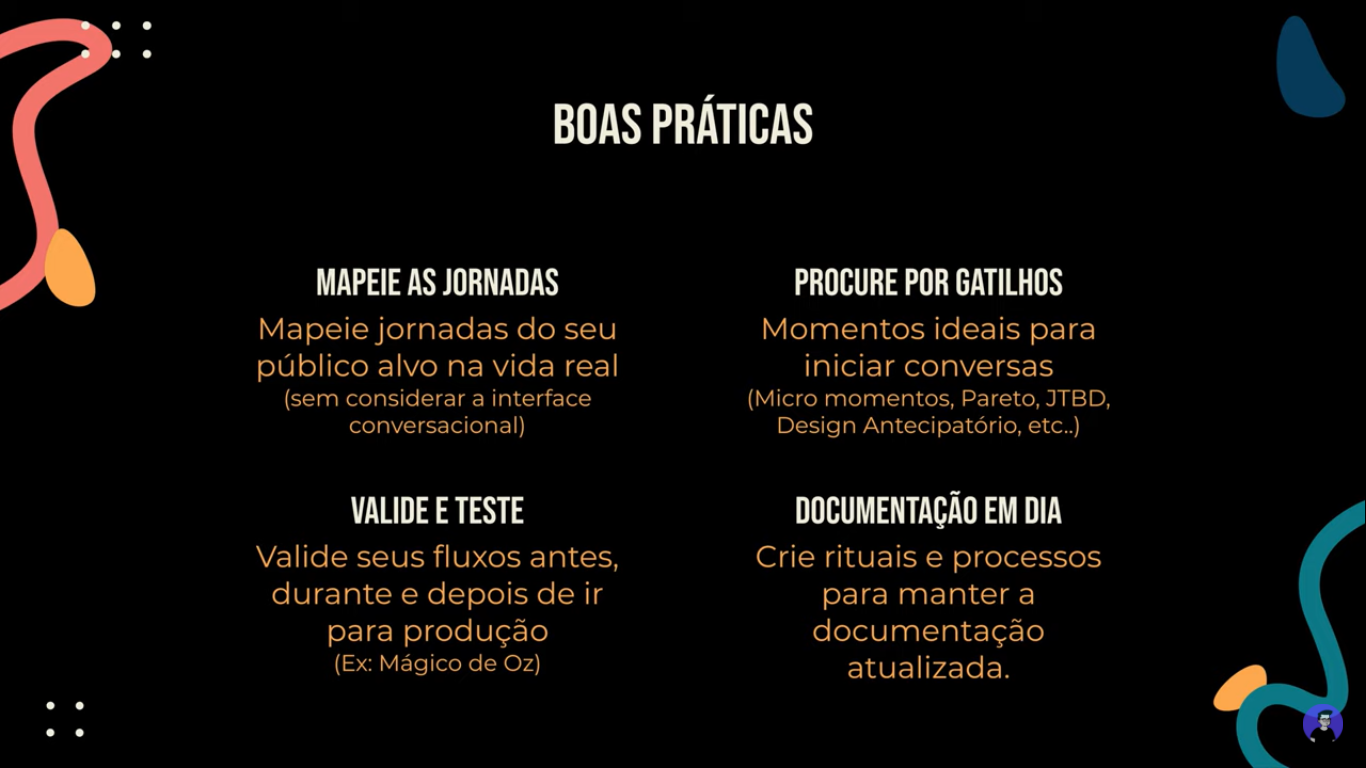 BOAS PRÁTICAS
MAPEIE AS JORNADAS
Mapeie jornadas do seu
público alvo na vida real
(sem considerar a interface
conversacional)
PROCURE POR GATILHOS
Momentos ideais para
iniciar conversas
(Micro momentos, Pareto, JTBD,
Design Antecipatório, etc..)
VALIDE E TESTE
Valide seus fluxos antes,
durante e depois de ir
para produção
(Ex: Mágico de Oz)
DOCUMENTAÇÃO EM DIA
Crie rituais e processos
para manter a
documentação
atualizada.